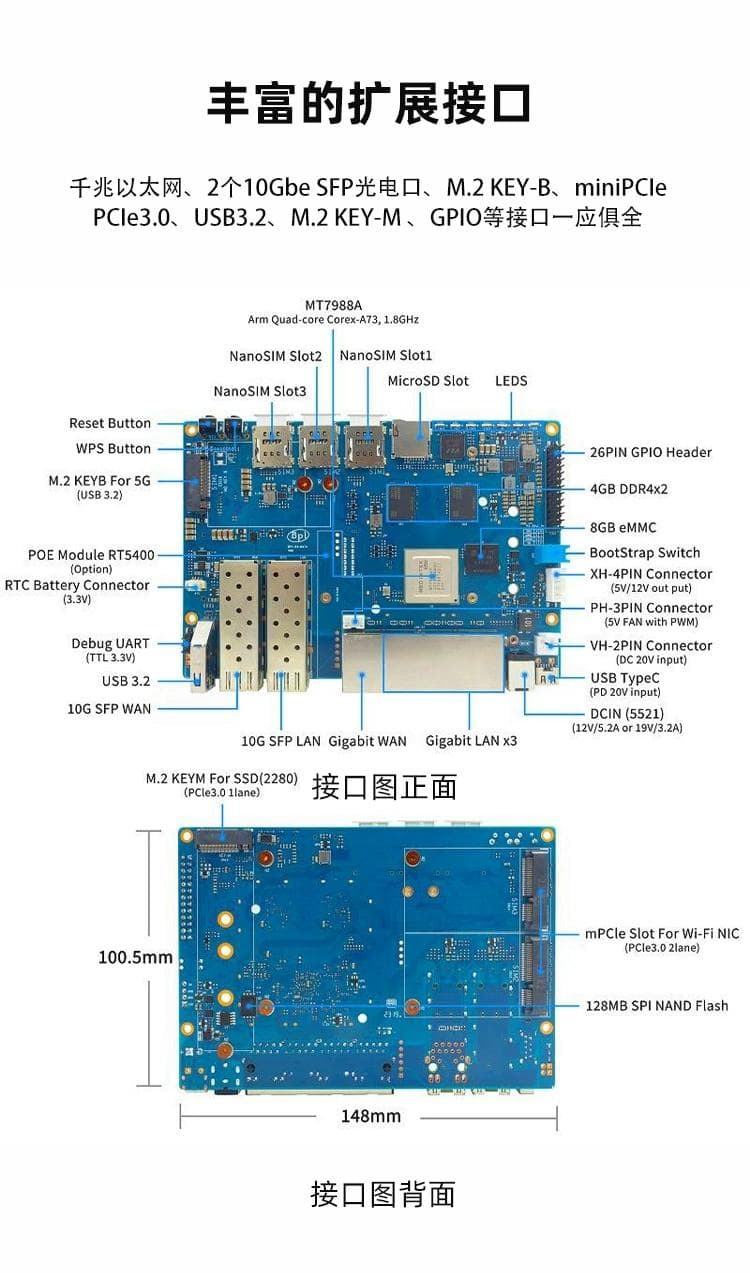 丰富的扩展接口
千兆以太网、2个10Gbe SFP光电口、M.2 KEY-B、miniPCIe
PCIe3.0、USB3.2、M.2 KEY-M 、GPIO等接口一应俱全
MT7988A
Arm Quad-core Corex-A73, 1.8GHz
NanoSIM Slot2
NanoSIM Slot1
NanoSIM Slot3
MicroSD Slot
LEDS
Reset Button
WPS Button
M.2 KEYB For 5G
(USB 3.2)
POE Module RT5400
(Option)
RTC Battery Connector
(3.3V)
Debug UART
(TTL 3.3V)
USB 3.2
10G SFP WAN
26PIN GPIO Header
4GB DDR4x2
8GB eMMC
BootStrap Switch
XH-4PIN Connector
(5V/12V out put)
PH-3PIN Connector
(5V FAN with PWM)
VH-2PIN Connector
(DC 20V input)
USB TypeC
(PD 20V input)
DCIN (5521)
(12V/5.2A or 19V/3.2A)
SIM3
SIM2
SIM1
10G SFP LAN
Gigabit WAN
Gigabit LAN x3
M.2 KEYM For SSD(2280)
(PCIe3.0 1lane)
接口图正面
100.5mm
mPCIe Slot For Wi-Fi NIC
(PCIe3.0 2lane)
128MB SPI NAND Flash
148mm
接口图背面